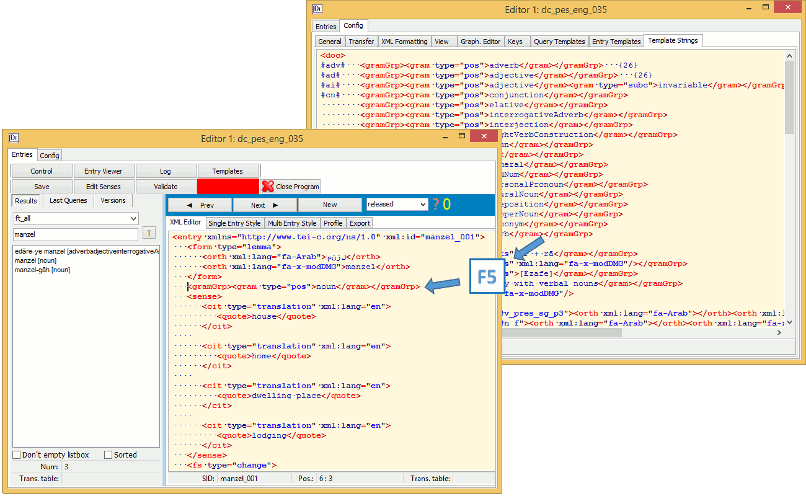 Editor 1: dc_pes_eng_035
Entries Config
General Transfer XML Formatting View Graph. Editor Keys Query Templates Entry Templates Template Strings
<doc>
#adv#····<gramGrp><gram·type="pos">adverb</gram></gramGrp>···{26}
#ad#·····<gramGrp><gram·type="pos">adjective</gram></gramGrp>···{26}
#ai#·····<gramGrp><gram·type="pos">adjective</gram><gram·type="subc">invariable</gram></gramGrp>
#cn#·····<gramGrp><gram·type="pos">conjunction</gram></gramGrp>
<gramGrp><gram·type="pos">elative</gram></gramGrp>
<gramGrp><gram·type="pos">interrogativeAdverb</gram></gramGrp>
<gramGrp><gram·type="pos">interjection</gram></gramGrp>
ghtVerbConstruction</gram></gramGrp>
un</gram></gramGrp>
</gram></gramGrp>
meral</gram></gramGrp>
dNum</gram></gramGrp>
rsonalPronoun</gram></gramGrp>
uralNoun</gram></gramGrp>
eposition</gram></gramGrp>
operNoun</gram></gramGrp>
onym</gram></gramGrp>
rb</gram></gramGrp>
s">·+·rā</gram></gramGrp>
s"·xml:lang="fa-x-modDMG"/></gramGrp>
s">[Ezafe]</gram></gramGrp>
y·with·verbal·nouns</gram></gramGrp>
fa-x-modDMG"/>
v_pres_sg_p3"><orth·xml:lang="fa-Arab"></orth><orth·xml:l
n·f"><orth·xml:lang="fa-Arab"></orth><orth·xml:lang="fa-x-
Editor 1: dc_pes_eng_035
Entries Config
Control Entry Viewer Log Templates
Save Edit Senses Validate Close Program
Results Last Queries Versions
ft_all
manzel T
edāre-ye manzel [adverbadjectiveinterrogativeA
manzel [noun]
manzel-gāh [noun]
Don't empty listbox Sorted
Num: 3
Trans. table:
Prev Next New released ? 0
XML Editor Single Entry Style Multi Entry Style Profile Export
<entry·xmlns="http://www.tei-c.org/ns/1.0"·xml:id="manzel_001">
···<form·type="lemma">
······<orth·xml:lang="fa-Arab">منزل</orth>
······<orth·xml:lang="fa-x-modDMG">manzel</orth>
···</form>
···<gramGrp><gram·type="pos">noun</gram></gramGrp>
···<sense>
······<cit·type="translation"·xml:lang="en">
·········<quote>house</quote>
······</cit>
······<cit·type="translation"·xml:lang="en">
·········<quote>home</quote>
······</cit>
······<cit·type="translation"·xml:lang="en">
·········<quote>dwelling·place</quote>
······</cit>
······<cit·type="translation"·xml:lang="en">
·········<quote>lodging</quote>
······</cit>
···</sense>
···<fs·type="change">
SID: manzel_001 Pos.: 6 : 3 Trans. table:
F5